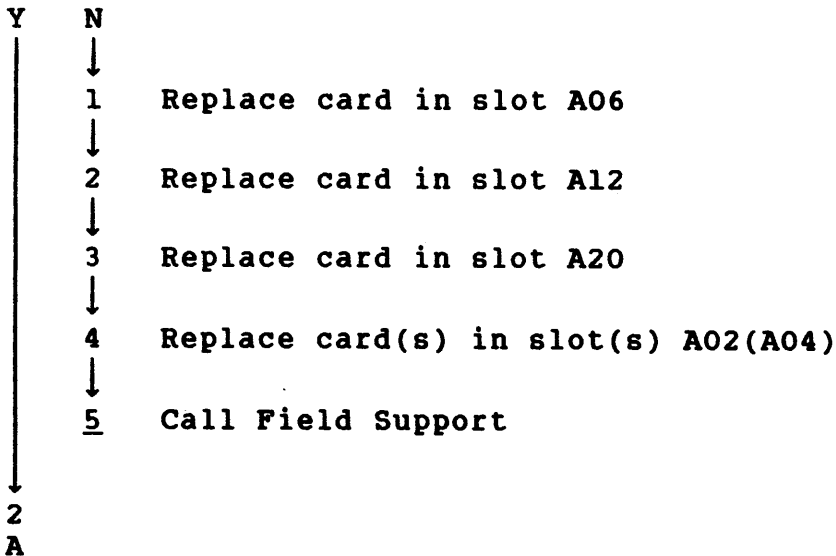 Y N
1 Replace card in slot A06
2 Replace card in slot A12
3 Replace card in slot A20
4 Replace card(s) in slot(s) A02(A04)
5 Call Field Support
2
A